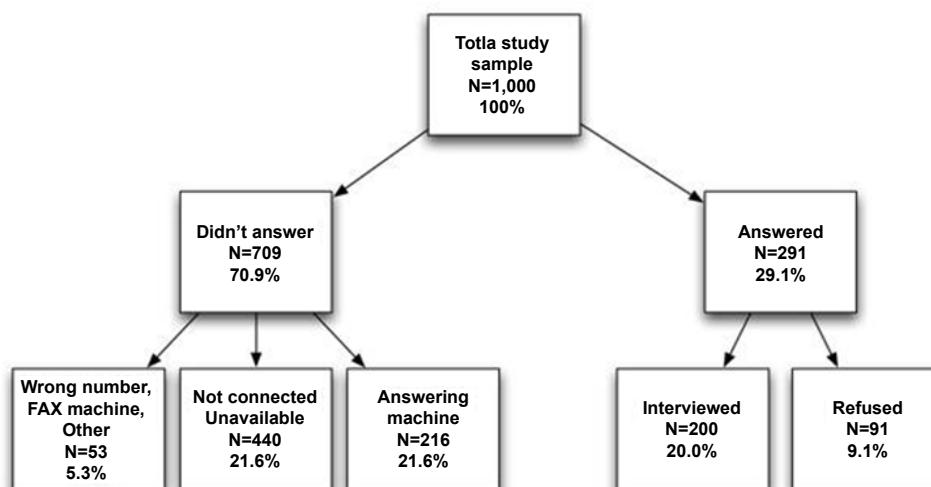 Totla study
sample
N=1,000
100%
Didn't answer
N=709
70.9%
Answered
N=291
29.1%
Wrong number,
FAX machine,
Other
N=53
5.3%
Not connected
Unavailable
N=440
21.6%
Answering
machine
N=216
21.6%
Interviewed
N=200
20.0%
Refused
N=91
9.1%